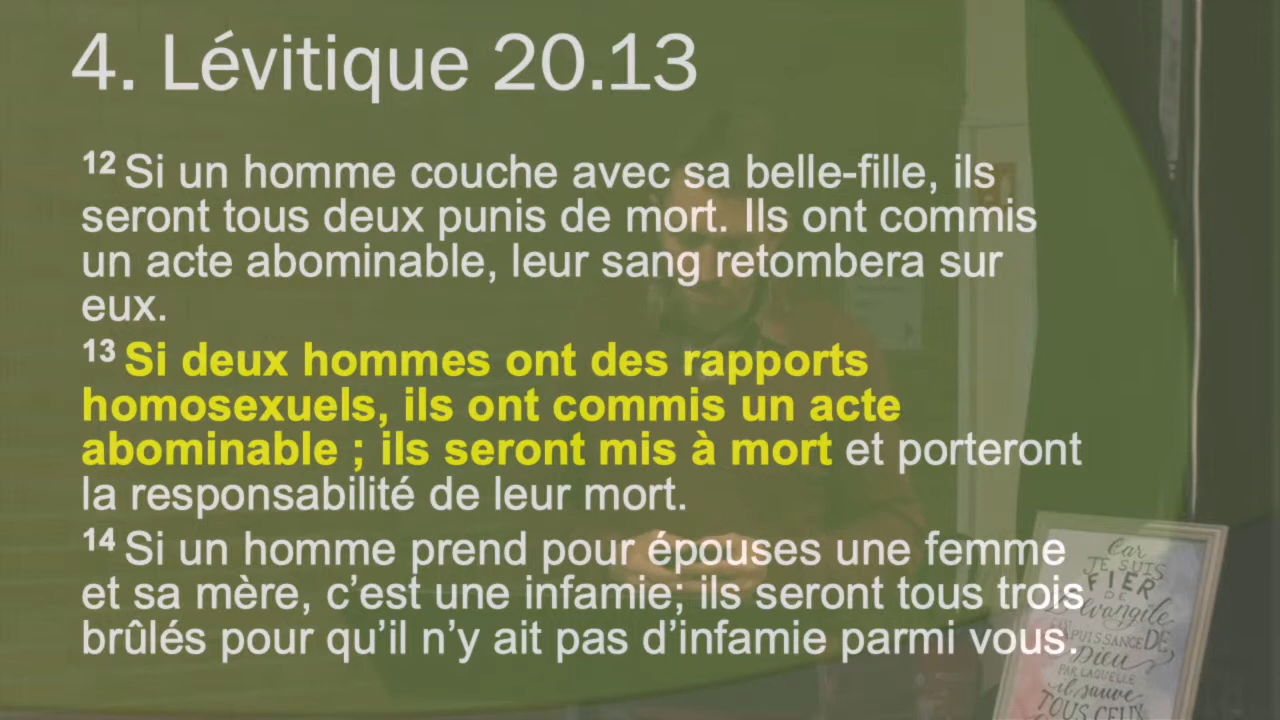 4. Lévitique 20.13
12 Si un homme couche avec sa belle-fille, ils
seront tous deux punis de mort. Ils ont commis
un acte abominable, leur sang retombera sur
eux.
13 Si deux hommes ont des rapports
homosexuels, ils ont commis un acte
abominable ; ils seront mis à mort et porteront
la responsabilité de leur mort.
14 Si un homme prend pour épouses une femme
et sa mère, c’est une infamie; ils seront tous trois
brûlés pour qu’il n’y ait pas d’infamie parmi vous.
Car
JE SUIS
FIER
DE
L'évangile
PUISSANCE DE
Dieu
PAR LAQUELLE
il sauve
TOUS CEUX